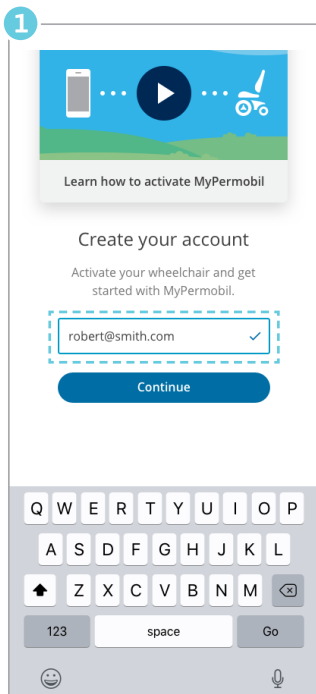 1
Learn how to activate MyPermobil
Create your account
Activate your wheelchair and get
started with MyPermobil.
robert@smith.com
Continue
Q W E R T Y U I O P
A S D F G H J K L
Z X C V B N M
123 space Go